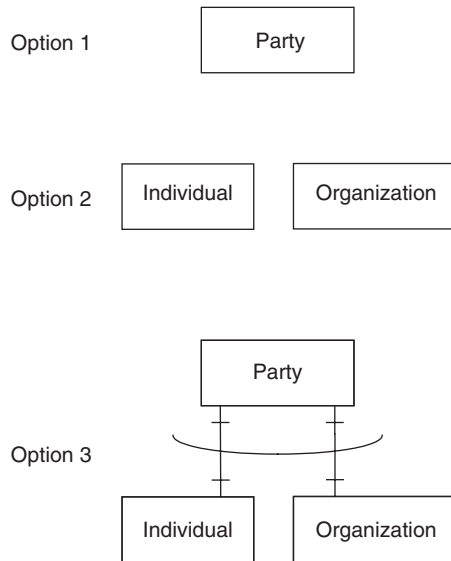 Option 1
Party
Option 2
Individual
Organization
Party
Option 3
Individual
Organization